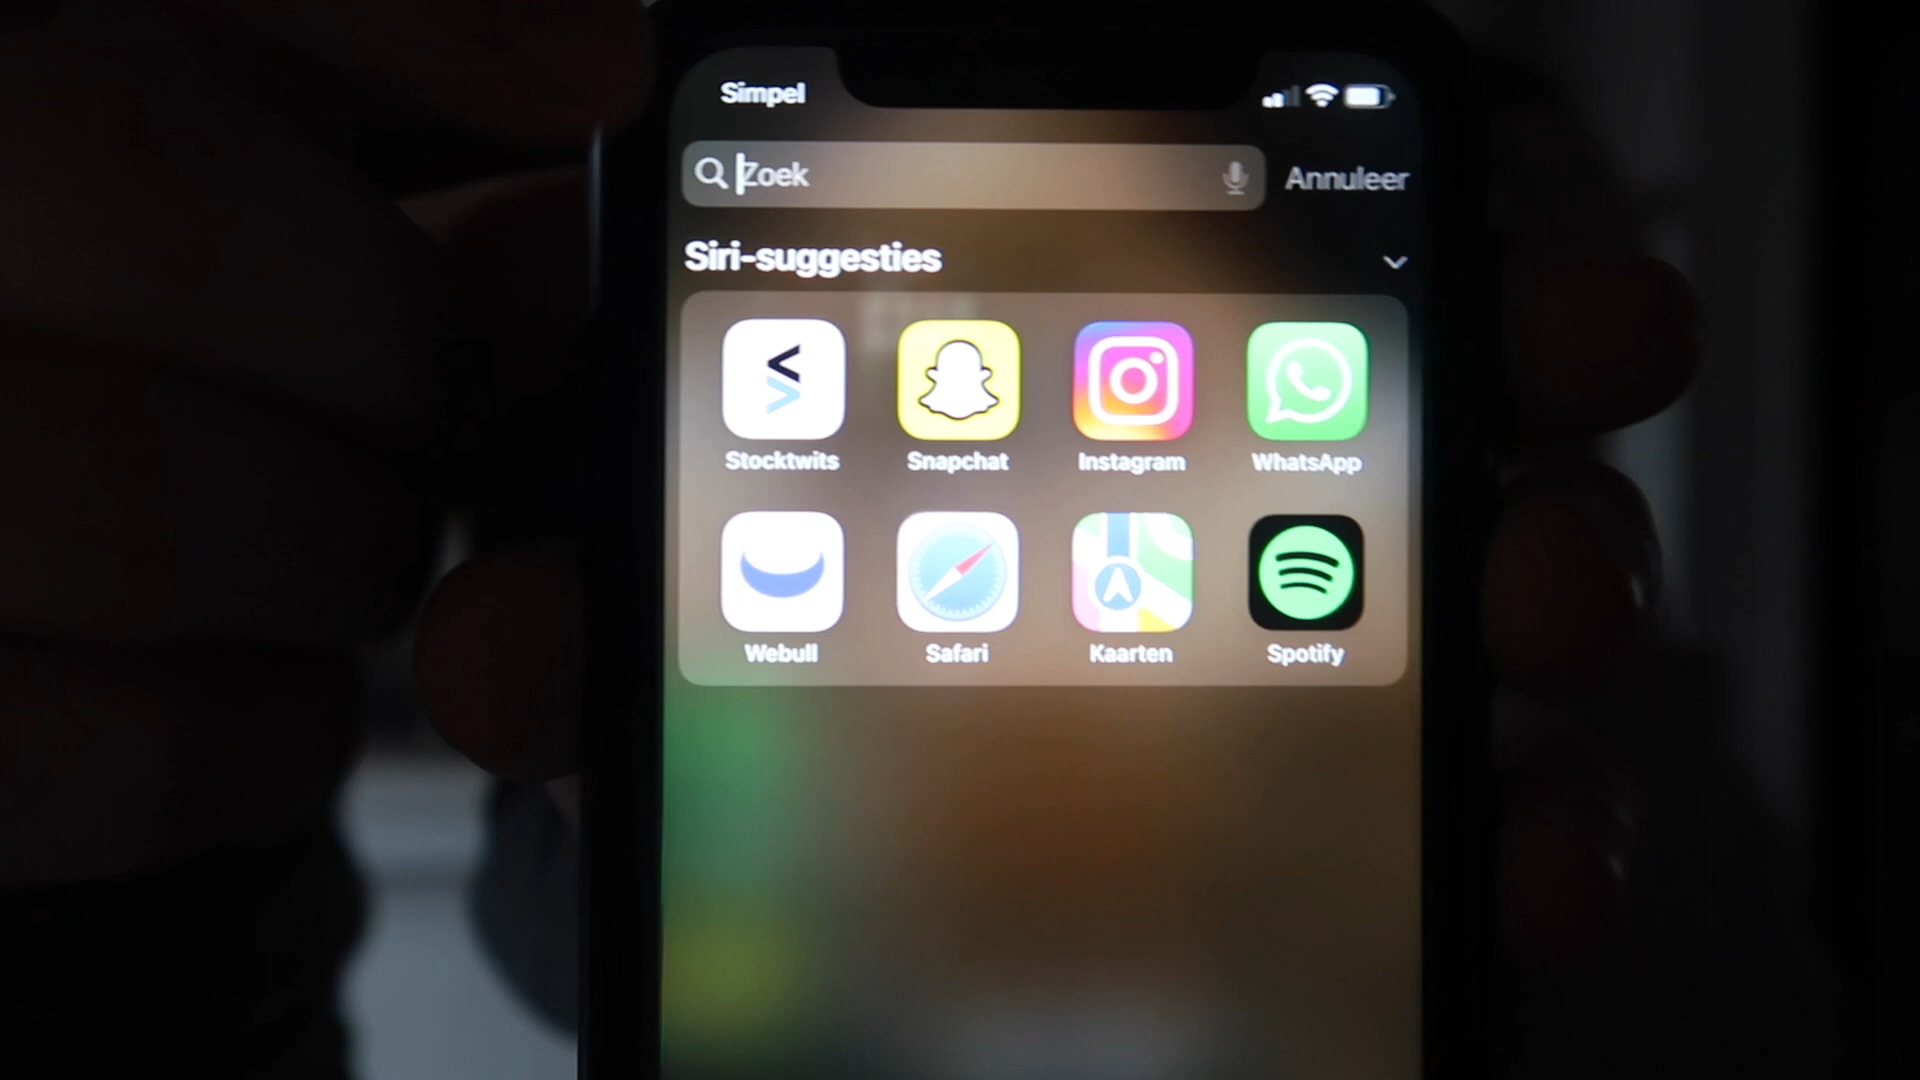 Simpel
Zoek
Annuleer
Siri-suggesties
Stocktwits
Snapchat
Instagram
WhatsApp
Webull
Safari
Kaarten
Spotify